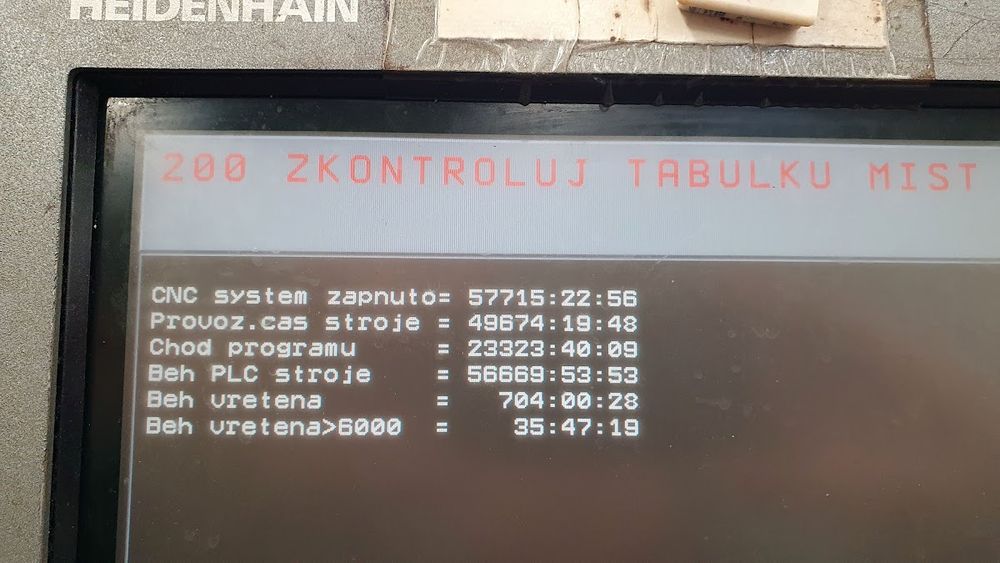 HEIDENHAIN
200 ZKONTROLUJ TABULKU MIST
CNC system zapnuto= 57715:22:56
Provoz.cas stroje = 49674:19:48
Chod programu = 23323:40:09
Beh PLC stroje = 56669:53:53
Beh vretena = 704:00:28
Beh vretena>6000 = 35:47:19